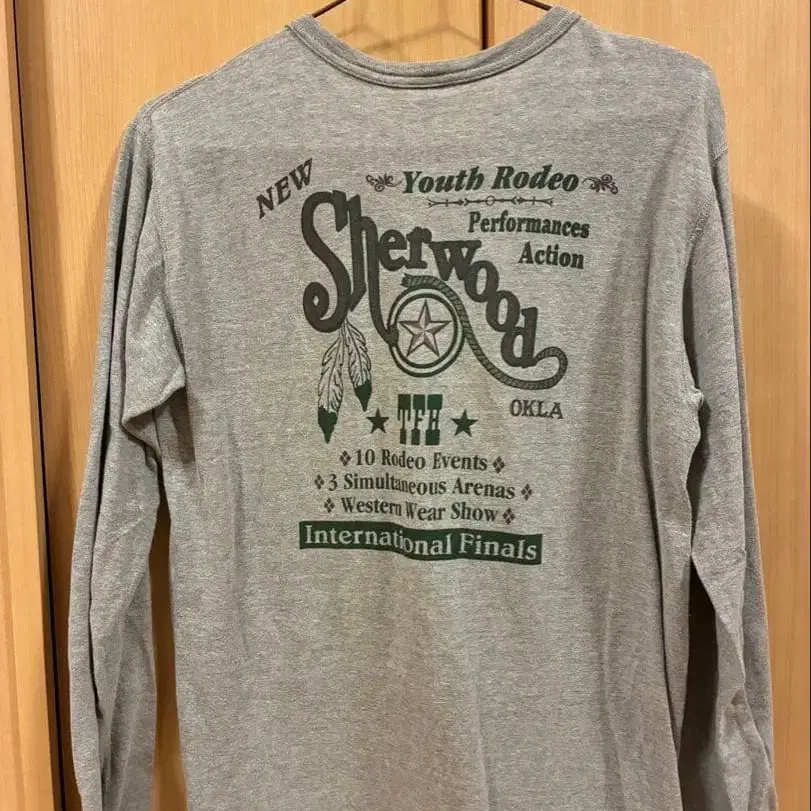 NEW
Youth Rodeo
Performances
Action
Sherwood
OKLA
TFH
10 Rodeo Events
3 Simultaneous Arenas
Western Wear Show
International Finals